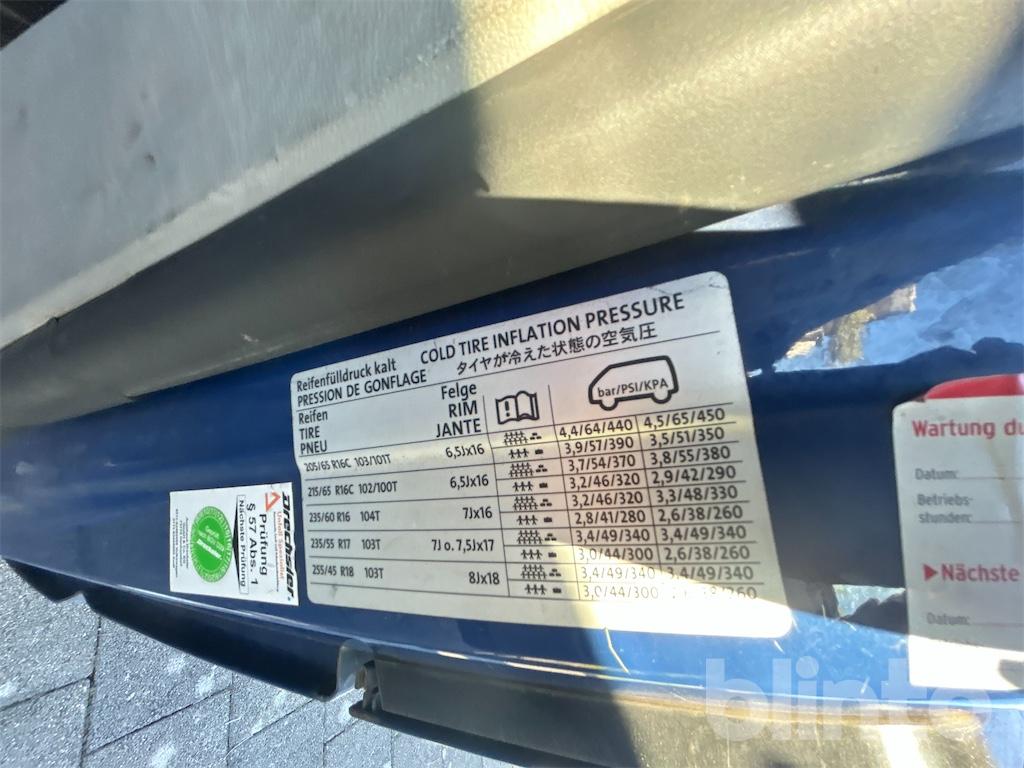 Reifenfülldruck kalt
PRESSION DE GONFLAGE
COLD TIRE INFLATION PRESSURE
タイヤが冷えた状態の空気圧
Reifen
TIRE
PNEU
Felge
RIM
JANTE
bar/PSI/KPA
205/65 R16C 103/101T 6,5Jx16 4,4/64/440 4,5/65/450
3,9/57/390 3,5/51/350
215/65 R16C 102/100T 6,5Jx16 3,7/54/370 3,8/55/380
3,2/46/320 2,9/42/290
235/60 R16 104T 7Jx16 3,2/46/320 3,3/48/330
2,8/41/280 2,6/38/260
235/55 R17 103T 7J o. 7,5Jx17 3,4/49/340 3,4/49/340
3,0/44/300 2,6/38/260
255/45 R18 103T 8Jx18 3,4/49/340 3,4/49/340
3,0/44/300 2,6/38/260
Drechsler.
Unfallverhütet
Prüfung
§ 57 Abs. 1
Nächste Prüfung
Wartung du
Datum:
Betriebs-
stunden:
Nächste
Datum:
blinto